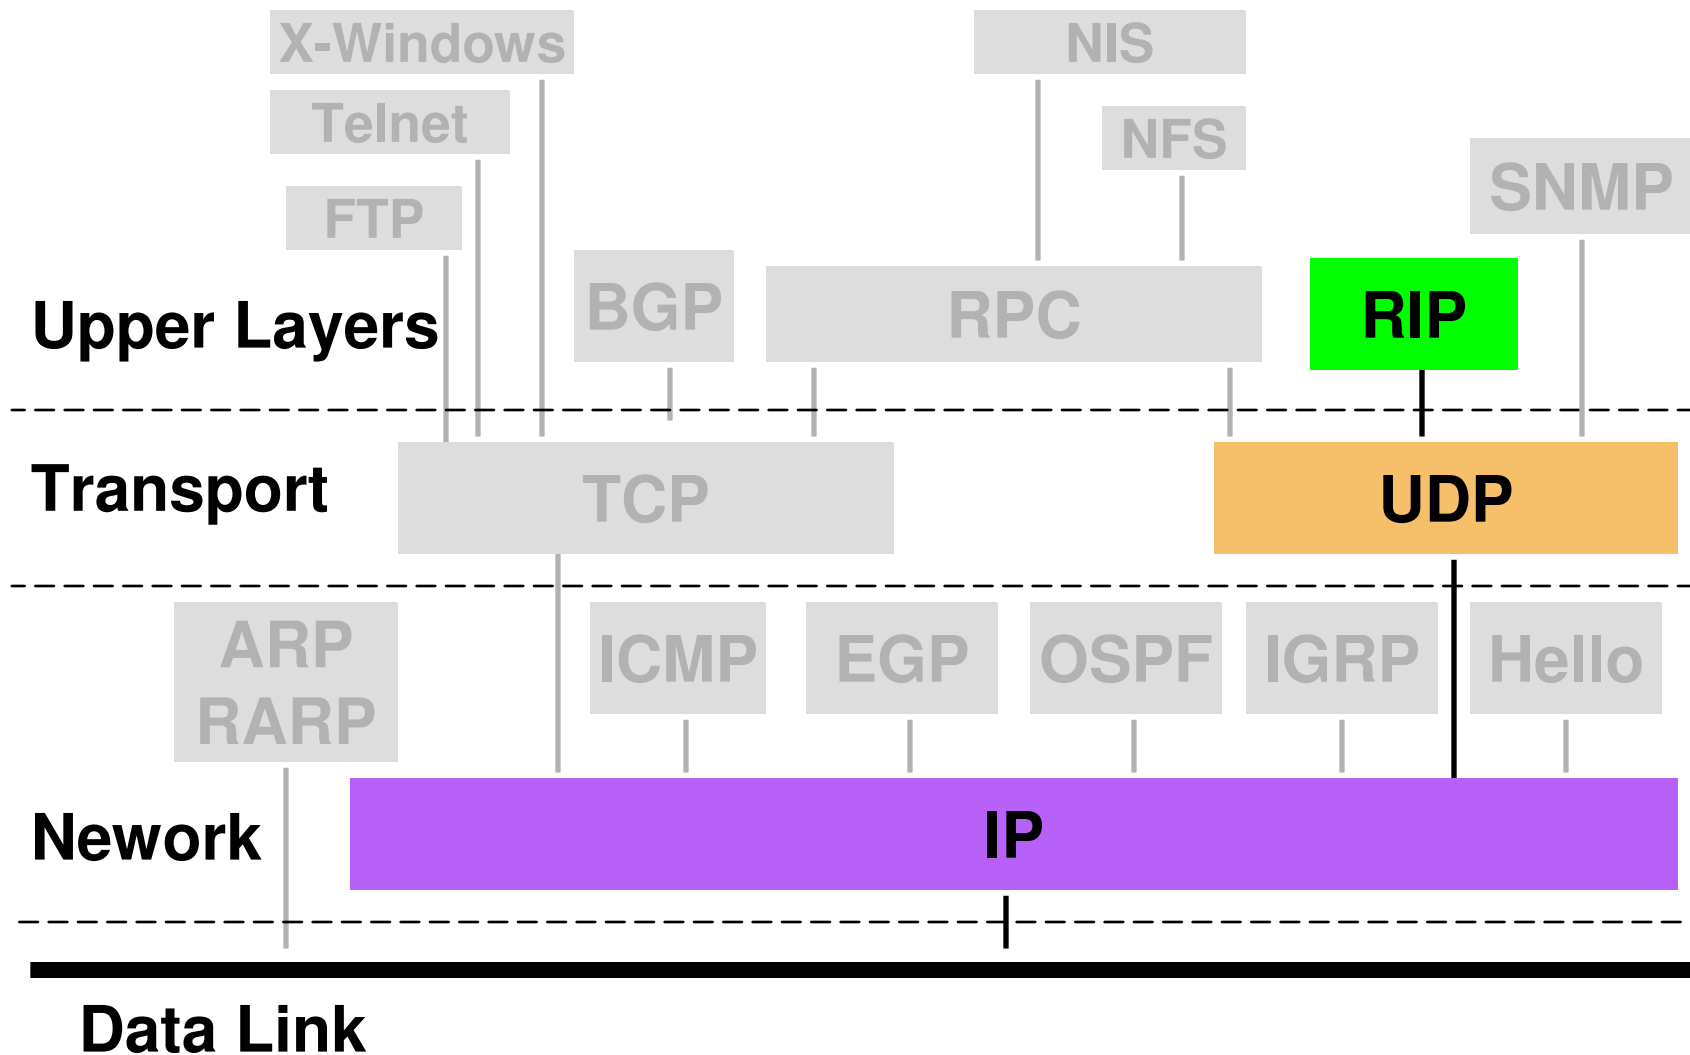 X-Windows
NIS
Telnet
NFS
SNMP
FTP
BGP
RPC
RIP
Upper Layers
Transport
TCP
UDP
ARP
RARP
ICMP
EGP
OSPF
IGRP
Hello
Nework
IP
Data Link